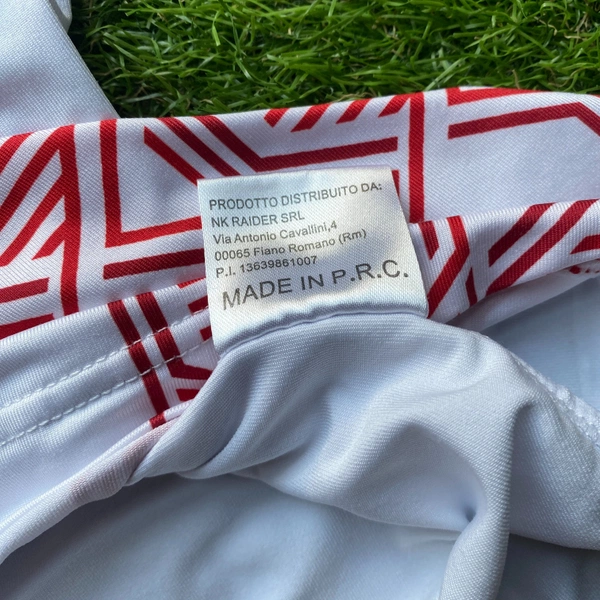 PRODOTTO DISTRIBUITO DA:
NK RAIDER SRL
Via Antonio Cavallini,4
00065 Fiano Romano (Rm)
P.I. 13639861007
MADE IN P.R.C.